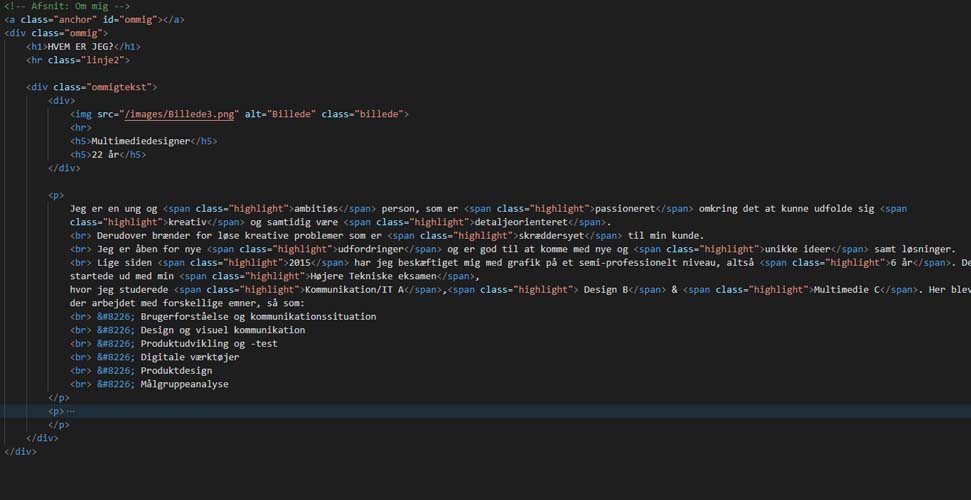 <!-- Afsnit: Om mig -->
<a class="anchor" id="ommig"></a>
<div class="ommig">
<h1>HVEM ER JEG?</h1>
<hr class="linje2">
<div class="ommigtekst">
<div>
<img src="/images/Billede3.png" alt="Billede" class="billede">
<hr>
<h5>Multimediedesigner</h5>
<h5>22 år</h5>
</div>
<p>
Jeg er en ung og <span class="highlight">ambitiøs</span> person, som er <span class="highlight">passioneret</span> omkring det at kunne udfolde sig <span
class="highlight">kreativ</span> og samtidig være <span class="highlight">detaljeorienteret</span>.
<br> Derudover brænder for løse kreative problemer som er <span class="highlight">skræddersyet</span> til min kunde.
<br> Jeg er åben for nye <span class="highlight">udfordringer</span> og er god til at komme med nye og <span class="highlight">unikke ideer</span> samt løsninger.
<br> Lige siden <span class="highlight">2015</span> har jeg beskæftiget mig med grafik på et semi-professionelt niveau, altså <span class="highlight">6 år</span>. De
startede ud med min <span class="highlight">Højere Tekniske eksamen</span>,
hvor jeg studerede <span class="highlight">Kommunikation/IT A</span>,<span class="highlight"> Design B</span> & <span class="highlight">Multimedie C</span>. Her blev
der arbejdet med forskellige emner, så som:
<br> &#8226; Brugerforståelse og kommunikationssituation
<br> &#8226; Design og visuel kommunikation
<br> &#8226; Produktudvikling og -test
<br> &#8226; Digitale værktøjer
<br> &#8226; Produktdesign
<br> &#8226; Målgruppeanalyse
</p>
<p>⋯
</p>
</div>
</div>